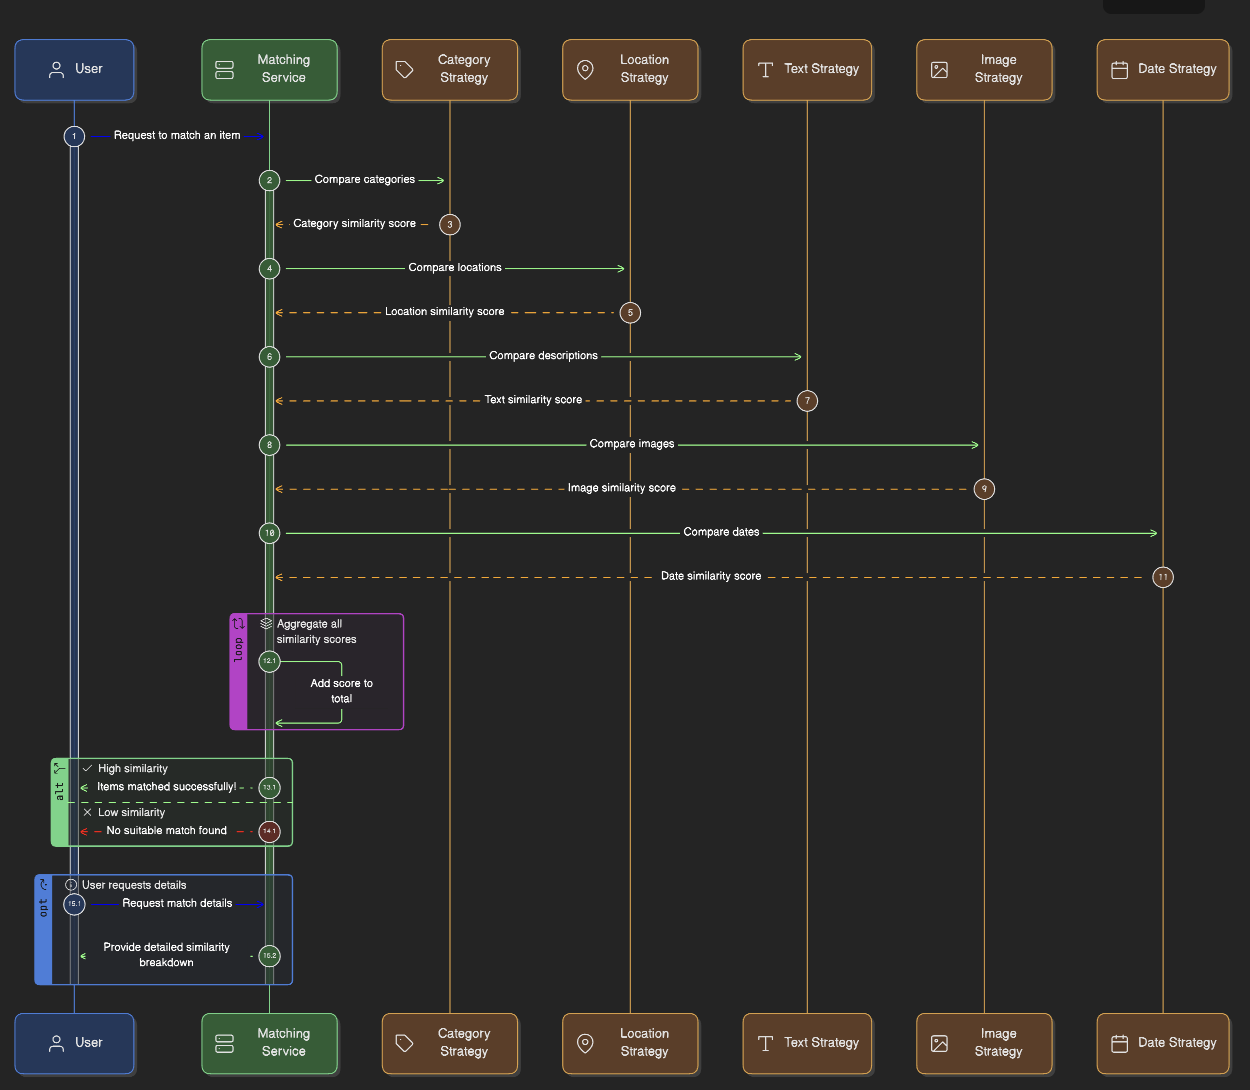 User
Matching
Service
Category
Strategy
Location
Strategy
Text Strategy
Image
Strategy
Date Strategy
1
Request to match an item
2
Compare categories
Category similarity score
3
4
Compare locations
Location similarity score
5
6
Compare descriptions
Text similarity score
7
8
Compare images
Image similarity score
9
10
Compare dates
Date similarity score
11
loop
Aggregate all
similarity scores
12.1
Add score to
total
alt
High similarity
Items matched successfully!
13.1
Low similarity
No suitable match found
14.1
opt
User requests details
15.1
Request match details
Provide detailed similarity
breakdown
15.2
User
Matching
Service
Category
Strategy
Location
Strategy
Text Strategy
Image
Strategy
Date Strategy